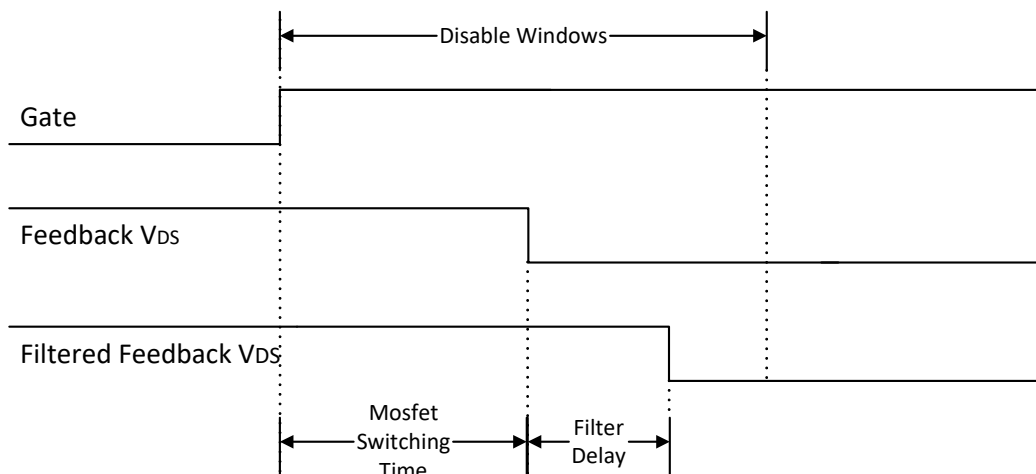 Disable Windows
Gate
Feedback VDS
Filtered Feedback VDS
Mosfet
Switching
Time
Filter
Delay